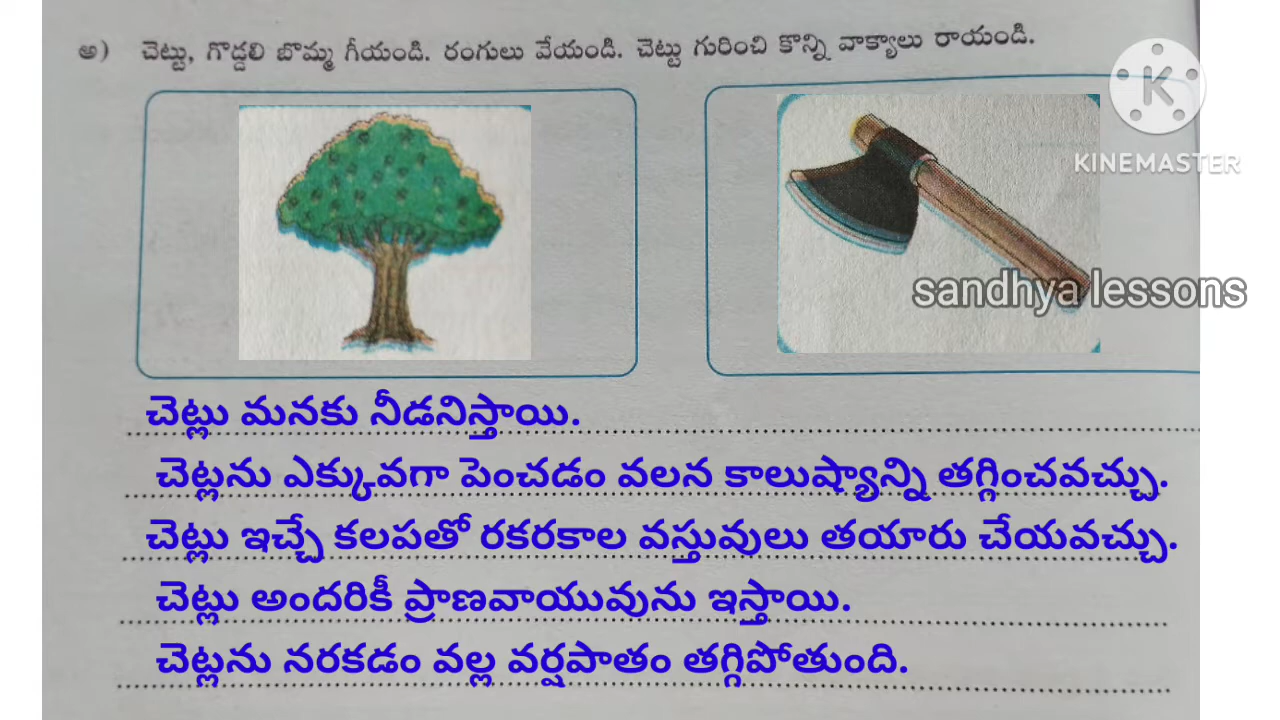 అ) చెట్టు, గొడ్డలి బొమ్మ గీయండి. రంగులు వేయండి. చెట్టు గురించి కొన్ని వాక్యాలు రాయండి.
K
KINEMASTER
sandhya lessons
చెట్లు మనకు నీడనిస్తాయి.
చెట్లను ఎక్కువగా పెంచడం వలన కాలుష్యాన్ని తగ్గించవచ్చు.
చెట్లు ఇచ్చే కలపతో రకరకాల వస్తువులు తయారు చేయవచ్చు.
చెట్లు అందరికీ ప్రాణవాయువును ఇస్తాయి.
చెట్లను నరకడం వల్ల వర్షపాతం తగ్గిపోతుంది.